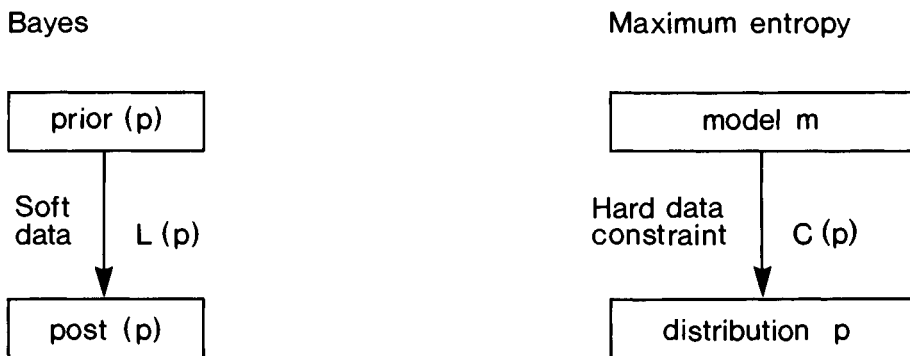 Bayes
prior (p)
Soft
data
L (p)
post (p)
Maximum entropy
model m
Hard data
constraint
C (p)
distribution p